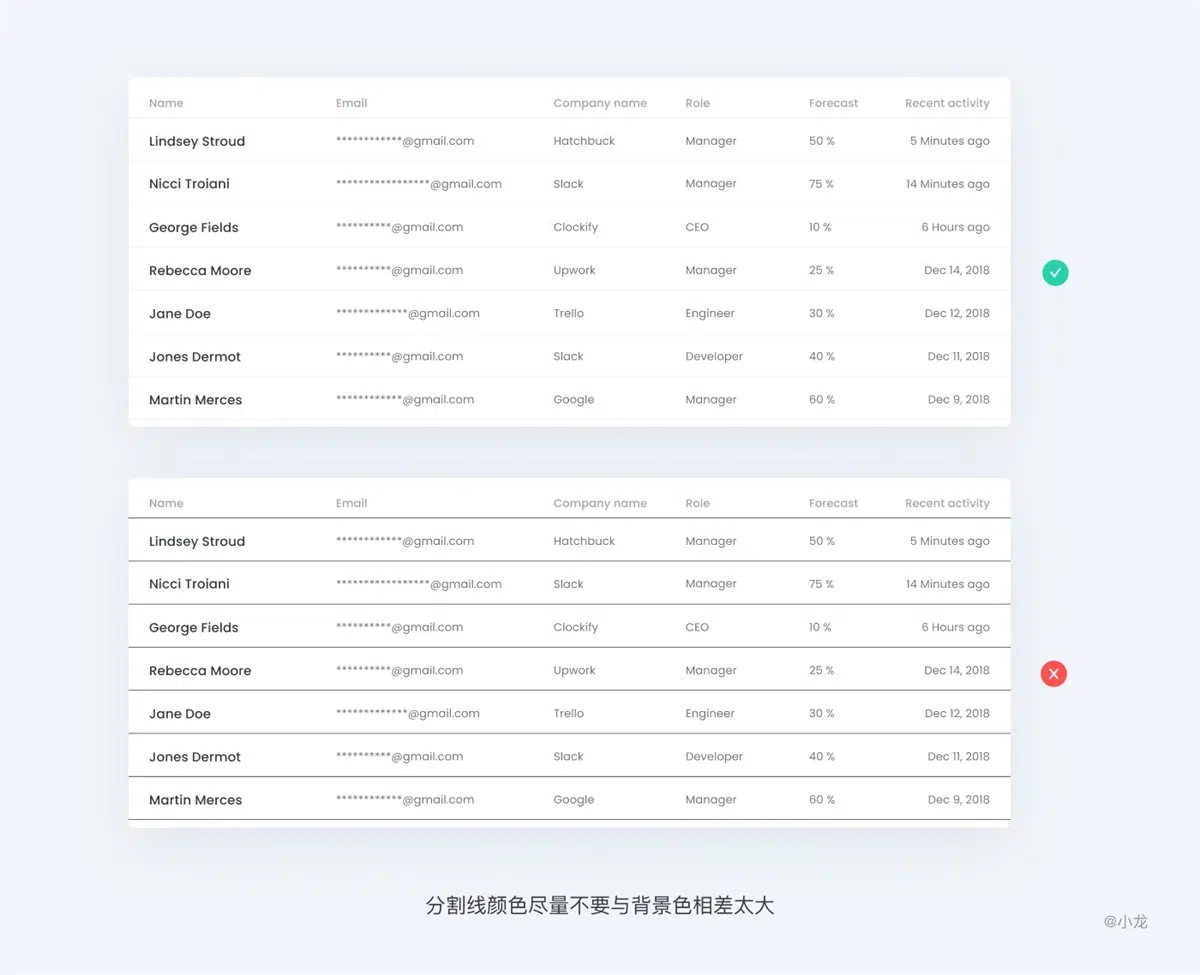 Name Email Company name Role Forecast Recent activity
Lindsey Stroud ************@gmail.com Hatchbuck Manager 50 % 5 Minutes ago
Nicci Troiani *****************@gmail.com Slack Manager 75 % 14 Minutes ago
George Fields **********@gmail.com Clockify CEO 10 % 6 Hours ago
Rebecca Moore **********@gmail.com Upwork Manager 25 % Dec 14, 2018
Jane Doe *************@gmail.com Trello Engineer 30 % Dec 12, 2018
Jones Dermot **********@gmail.com Slack Developer 40 % Dec 11, 2018
Martin Merces ************@gmail.com Google Manager 60 % Dec 9, 2018
Name Email Company name Role Forecast Recent activity
Lindsey Stroud ************@gmail.com Hatchbuck Manager 50 % 5 Minutes ago
Nicci Troiani *****************@gmail.com Slack Manager 75 % 14 Minutes ago
George Fields **********@gmail.com Clockify CEO 10 % 6 Hours ago
Rebecca Moore **********@gmail.com Upwork Manager 25 % Dec 14, 2018
Jane Doe *************@gmail.com Trello Engineer 30 % Dec 12, 2018
Jones Dermot **********@gmail.com Slack Developer 40 % Dec 11, 2018
Martin Merces ************@gmail.com Google Manager 60 % Dec 9, 2018
分割线颜色尽量不要与背景色相差太大
@小龙